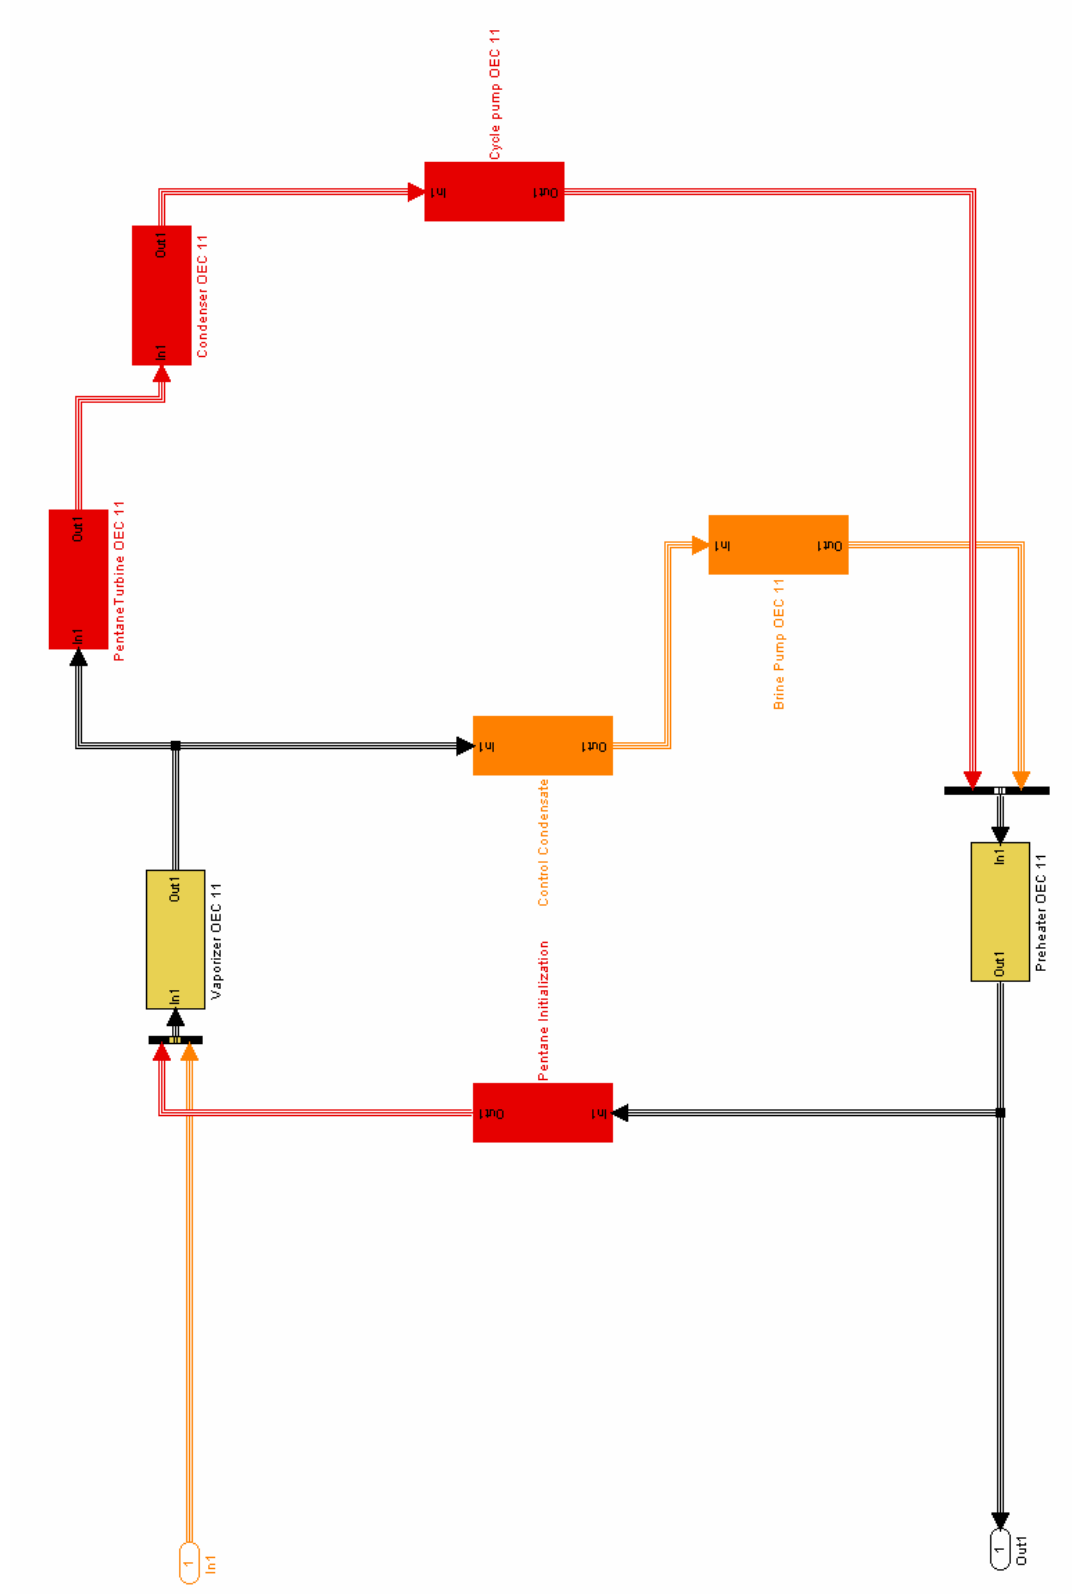 Cycle pump OEC 11
In1
Out1
Out1
Condenser OEC 11
In1
Out1
PentaneTurbine OEC 11
In1
In1
Out1
Brine Pump OEC 11
In1
Out1
Control Condensate
Out1
Vaporizer OEC 11
In1
In1
Preheater OEC 11
Out1
Pentane Initialization
Out1
In1
1
In1
1
Out1